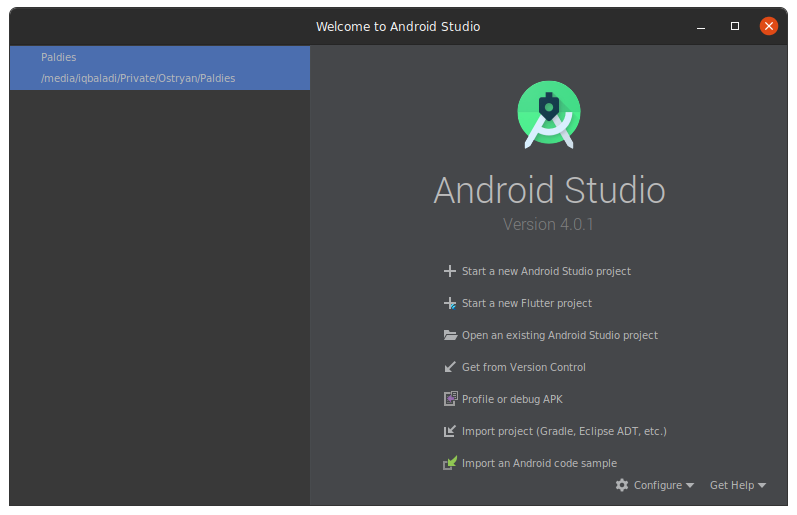 Welcome to Android Studio
Paldies
/media/iqbaladi/Private/Ostryan/Paldies
Android Studio
Version 4.0.1
Start a new Android Studio project
Start a new Flutter project
Open an existing Android Studio project
Get from Version Control
Profile or debug APK
Import project (Gradle, Eclipse ADT, etc.)
Import an Android code sample
Configure Get Help